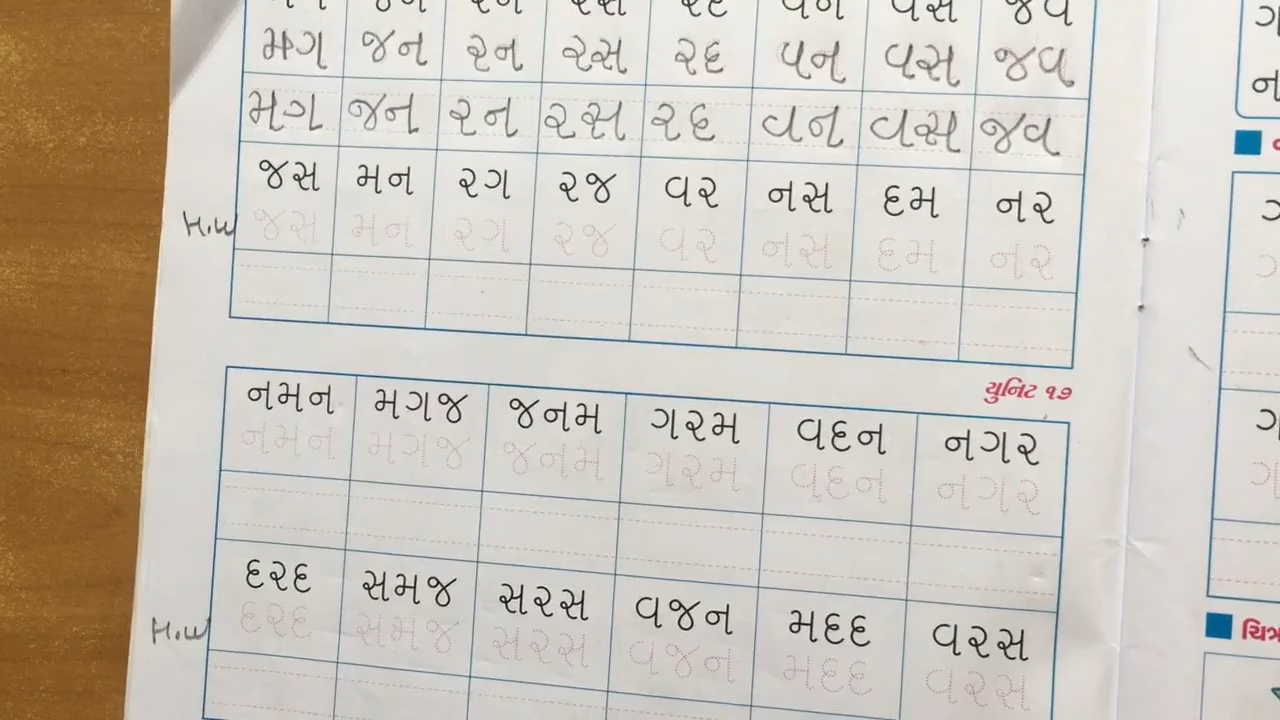 મગ જન રન રસ રદ વન વસ જવ
મગ જન રન રસ રદ વન વસ જવ
જસ મન રગ રજ વર નસ દમ નર
H.W જસ મન રગ રજ વર નસ દમ નર
યુનિટ ૧૭
નમન મગજ જનમ ગરમ વદન નગર
નમન મગજ જનમ ગરમ વદન નગર
દરદ સમજ સરસ વજન મદદ વરસ
H.W દરદ સમજ સરસ વજન મદદ વરસ